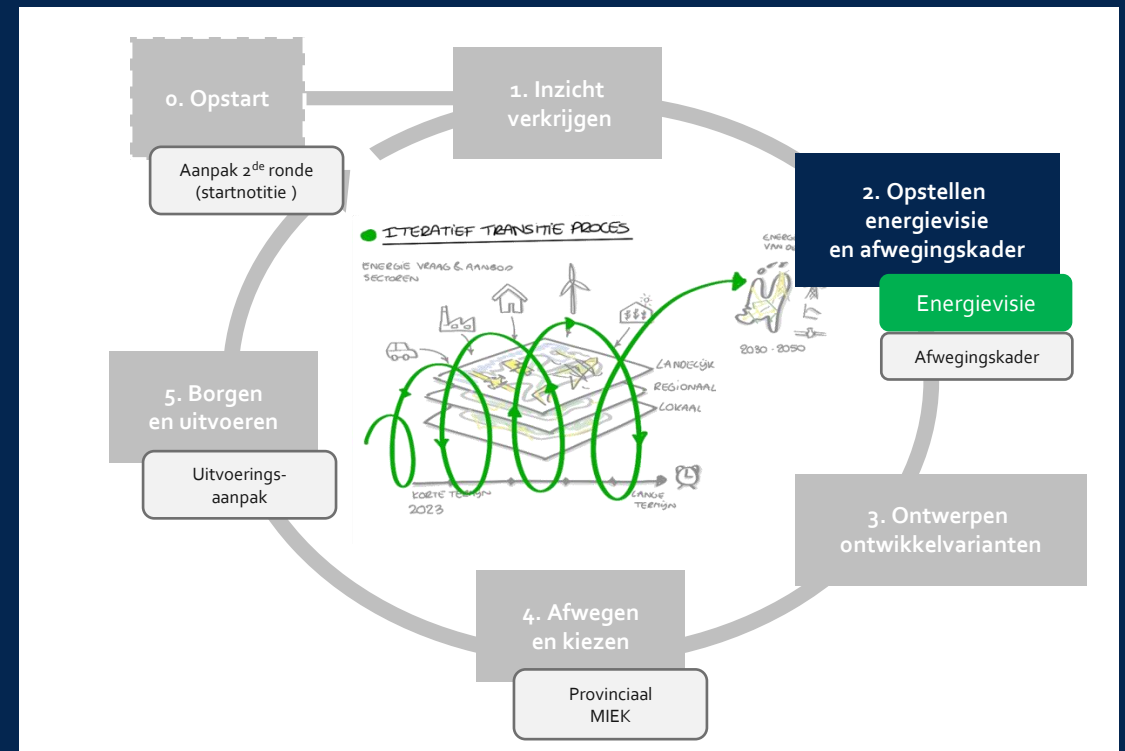 0. Opstart
Aanpak 2de ronde
(startnotitie )
1. Inzicht
verkrijgen
2. Opstellen
energievisie
en afwegingskader
Energievisie
Afwegingskader
3. Ontwerpen
ontwikkelvarianten
4. Afwegen
en kiezen
Provinciaal
MIEK
5. Borgen
en uitvoeren
Uitvoerings-
aanpak
ITERATIEF TRANSITIE PROCES
ENERGIE VRAAG & AANBOD
SECTOREN
LANDELIJK
REGIONAAL
LOKAAL
KORTE TERMIJN
2023
LANGE
TERMIJN
2030 - 2050